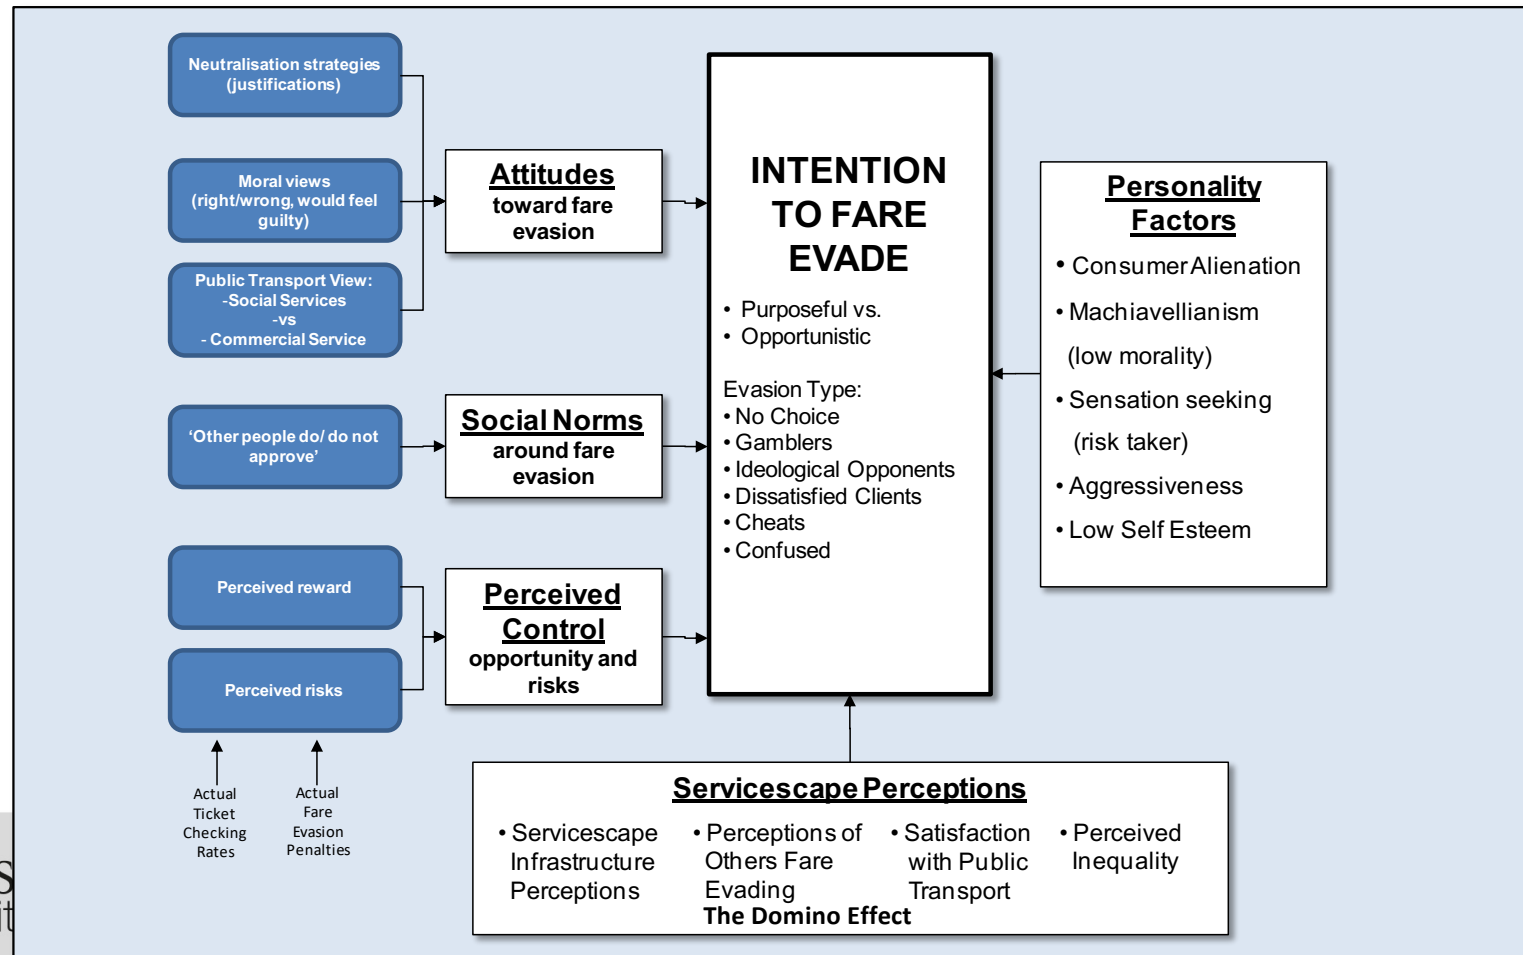 Neutralisation strategies
(justifications)
Moral views
(right/wrong, would feel
guilty)
Public Transport View:
-Social Services
-vs
- Commercial Service
'Other people do/ do not
approve'
Perceived reward
Perceived risks
Actual
Ticket
Checking
Rates
Actual
Fare
Evasion
Penalties
Attitudes
toward fare
evasion
Social Norms
around fare
evasion
Perceived
Control
opportunity and
risks
INTENTION
TO FARE
EVADE
• Purposeful vs.
• Opportunistic
Evasion Type:
• No Choice
• Gamblers
• Ideological Opponents
• Dissatisfied Clients
• Cheats
• Confused
Personality
Factors
• Consumer Alienation
• Machiavellianism
(low morality)
• Sensation seeking
(risk taker)
• Aggressiveness
• Low Self Esteem
Servicescape Perceptions
• Servicescape
Infrastructure
Perceptions
• Perceptions of
Others Fare
Evading
The Domino Effect
• Satisfaction
with Public
Transport
• Perceived
Inequality